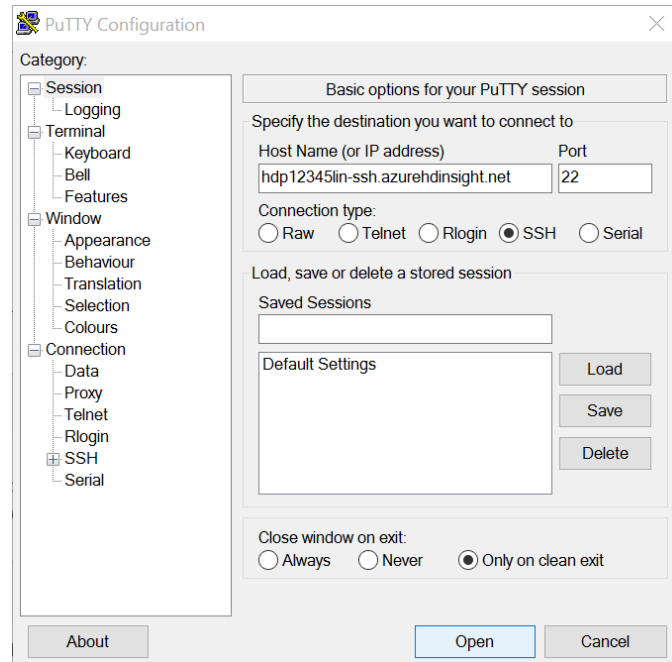 PuTTY Configuration
Category:
Session
Logging
Terminal
Keyboard
Bell
Features
Window
Appearance
Behaviour
Translation
Selection
Colours
Connection
Data
Proxy
Telnet
Rlogin
SSH
Serial
Basic options for your PuTTY session
Specify the destination you want to connect to
Host Name (or IP address) Port
hdp12345lin-ssh.azurehdinsight.net 22
Connection type:
Raw Telnet Rlogin SSH Serial
Load, save or delete a stored session
Saved Sessions
Default Settings
Load
Save
Delete
Close window on exit:
Always Never Only on clean exit
About Open Cancel